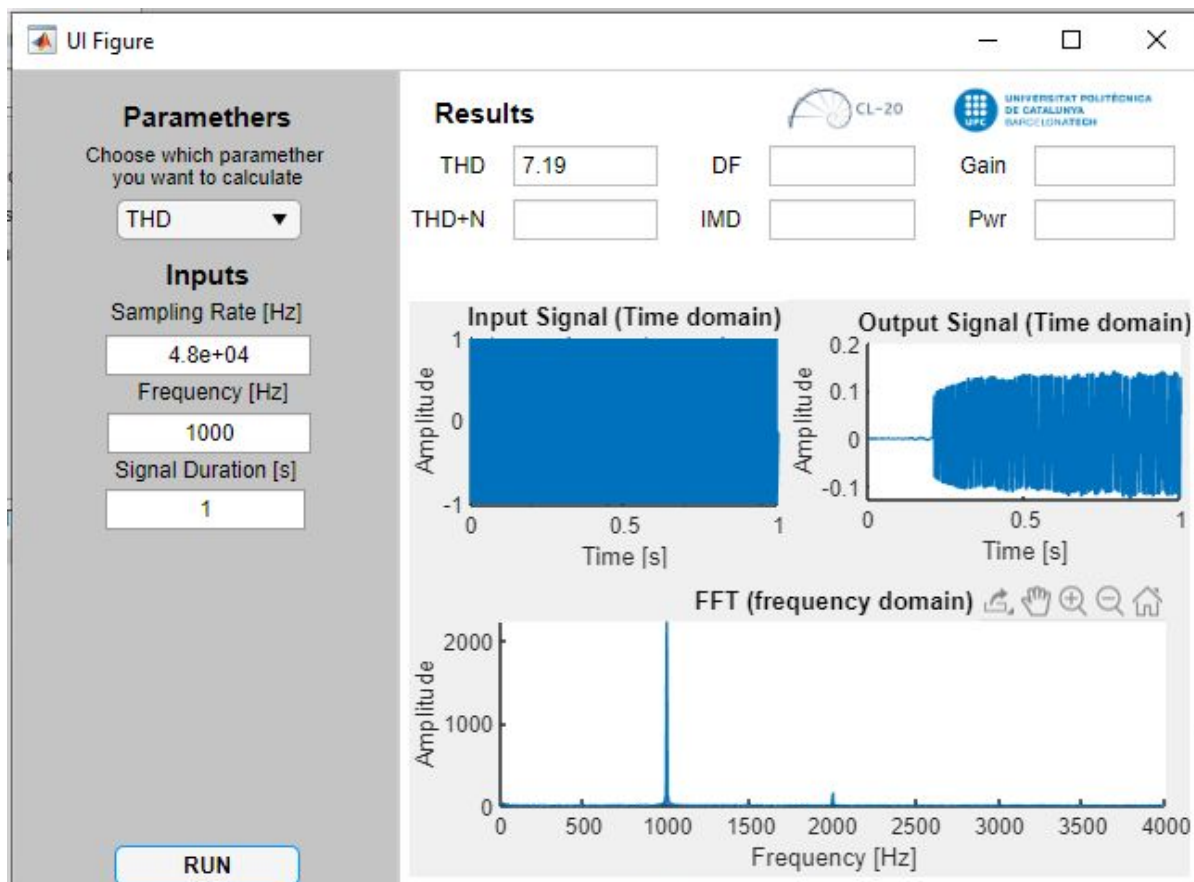 UI Figure
Paramethers
Choose which paramether
you want to calculate
THD
Inputs
Sampling Rate [Hz]
4.8e+04
Frequency [Hz]
1000
Signal Duration [s]
1
RUN
Results
CL-20
UPC
UNIVERSITAT POLITÈCNICA
DE CATALUNYA
BARCELONATECH
THD 7.19 DF Gain
THD+N IMD Pwr
Input Signal (Time domain)
Amplitude
1
0
-1
0 0.5 1
Time [s]
Output Signal (Time domain)
Amplitude
0.2
0.1
0
-0.1
0 0.5 1
Time [s]
FFT (frequency domain)
Amplitude
2000
1000
0
0 500 1000 1500 2000 2500 3000 3500 4000
Frequency [Hz]